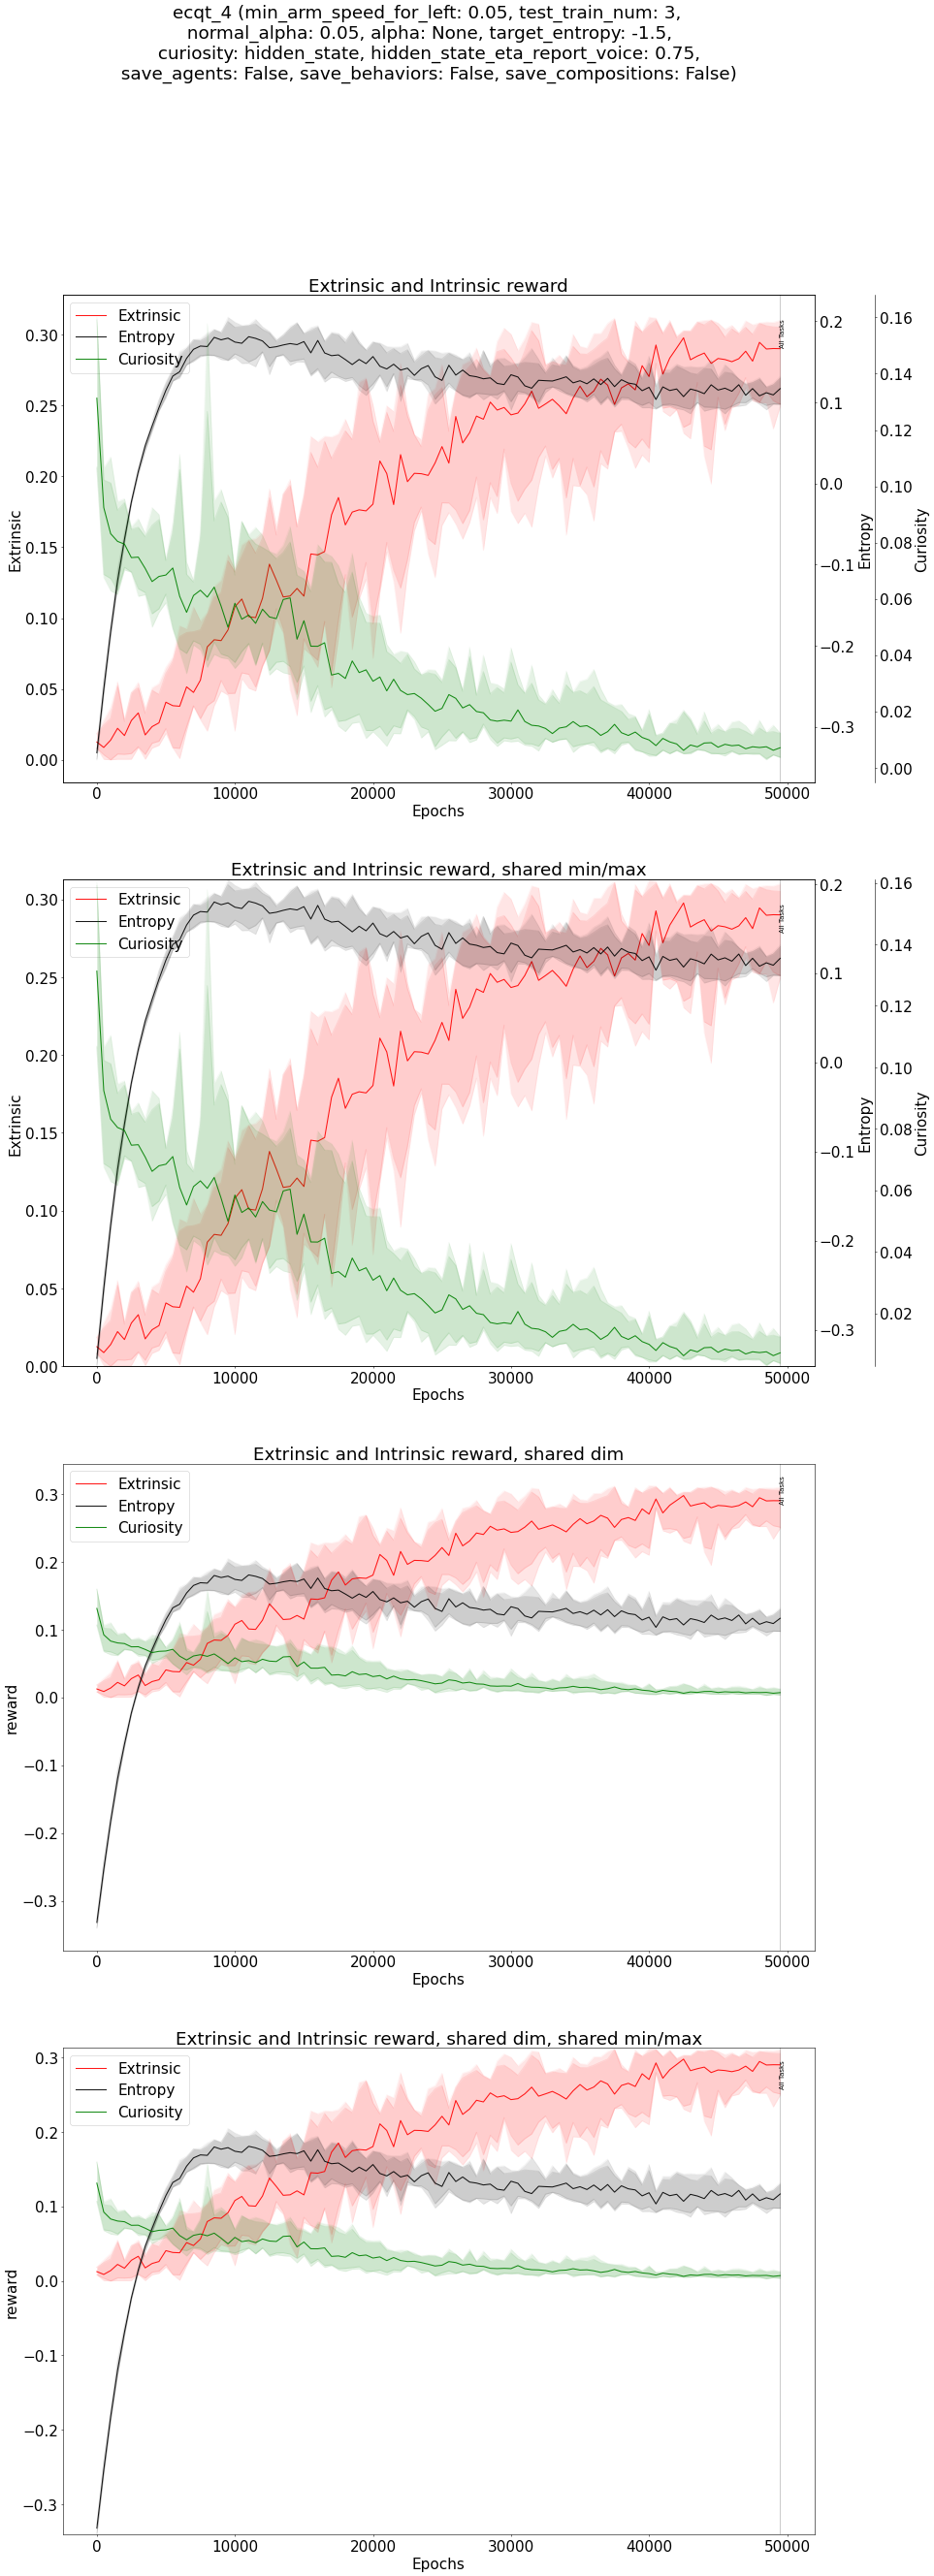 ecqt_4 (min_arm_speed_for_left: 0.05, test_train_num: 3,
normal_alpha: 0.05, alpha: None, target_entropy: -1.5,
curiosity: hidden_state, hidden_state_eta_report_voice: 0.75,
save_agents: False, save_behaviors: False, save_compositions: False)
Extrinsic and Intrinsic reward
Extrinsic
Entropy
Curiosity
All Tasks
0.30
0.25
0.20
0.15
0.10
0.05
0.00
Extrinsic
0.2
0.1
0.0
−0.1
−0.2
−0.3
Entropy
0.16
0.14
0.12
0.10
0.08
0.06
0.04
0.02
0.00
Curiosity
0 10000 20000 30000 40000 50000
Epochs
Extrinsic and Intrinsic reward, shared min/max
Extrinsic
Entropy
Curiosity
All Tasks
0.30
0.25
0.20
0.15
0.10
0.05
0.00
Extrinsic
0.2
0.1
0.0
−0.1
−0.2
−0.3
Entropy
0.16
0.14
0.12
0.10
0.08
0.06
0.04
0.02
Curiosity
0 10000 20000 30000 40000 50000
Epochs
Extrinsic and Intrinsic reward, shared dim
Extrinsic
Entropy
Curiosity
All Tasks
0.3
0.2
0.1
0.0
−0.1
−0.2
−0.3
reward
0 10000 20000 30000 40000 50000
Epochs
Extrinsic and Intrinsic reward, shared dim, shared min/max
Extrinsic
Entropy
Curiosity
All Tasks
0.3
0.2
0.1
0.0
−0.1
−0.2
−0.3
reward
0 10000 20000 30000 40000 50000
Epochs